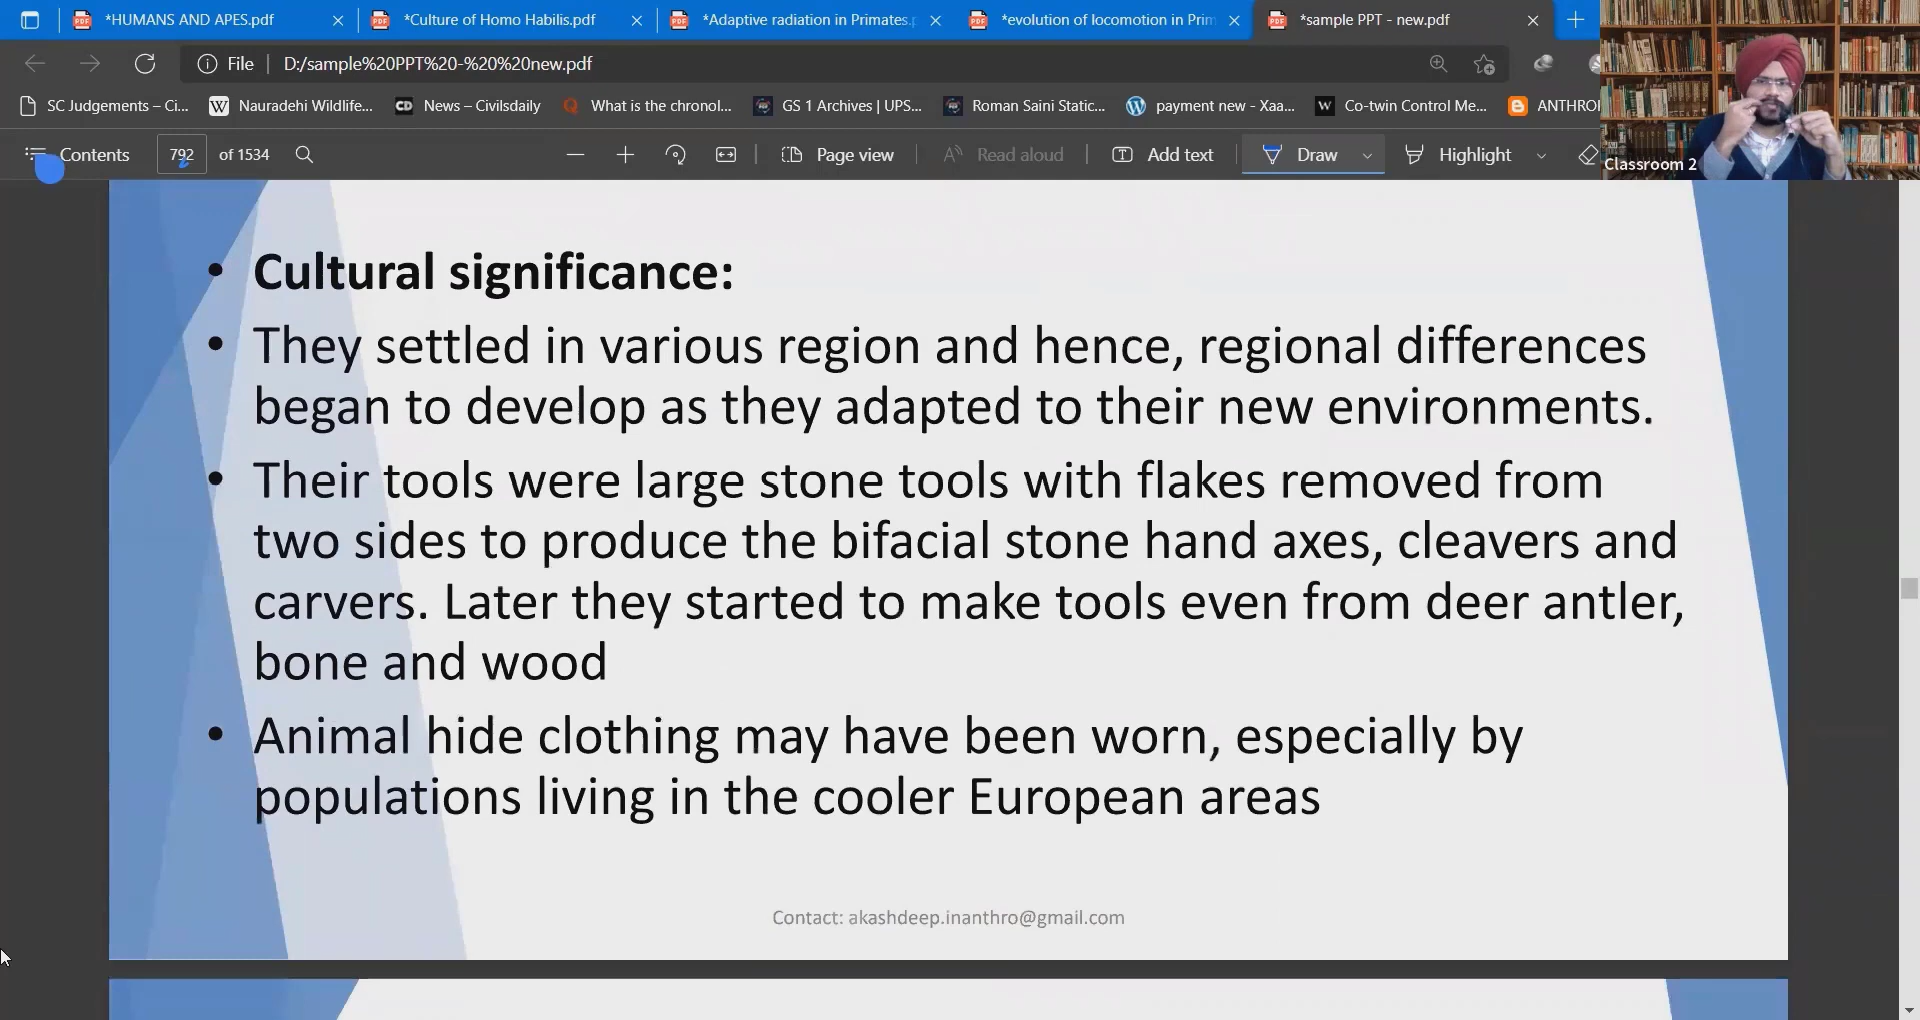 *HUMANS AND APES.pdf
*Culture of Homo Habilis.pdf
*Adaptive radiation in Primates.p
*evolution of locomotion in Prim
*sample PPT - new.pdf
File
D:/sample%20PPT%20-%20%20new.pdf
SC Judgements – Ci...
Nauradehi Wildlife...
CD News – Civilsdaily
What is the chronol...
GS 1 Archives | UPS...
Roman Saini Static...
payment new - Xaa...
Co-twin Control Me...
ANTHRO
Contents
792 of 1534
Page view
Read aloud
Add text
Draw
Highlight
Classroom 2
• Cultural significance:
• They settled in various region and hence, regional differences
began to develop as they adapted to their new environments.
• Their tools were large stone tools with flakes removed from
two sides to produce the bifacial stone hand axes, cleavers and
carvers. Later they started to make tools even from deer antler,
bone and wood
• Animal hide clothing may have been worn, especially by
populations living in the cooler European areas
Contact: akashdeep.inanthro@gmail.com